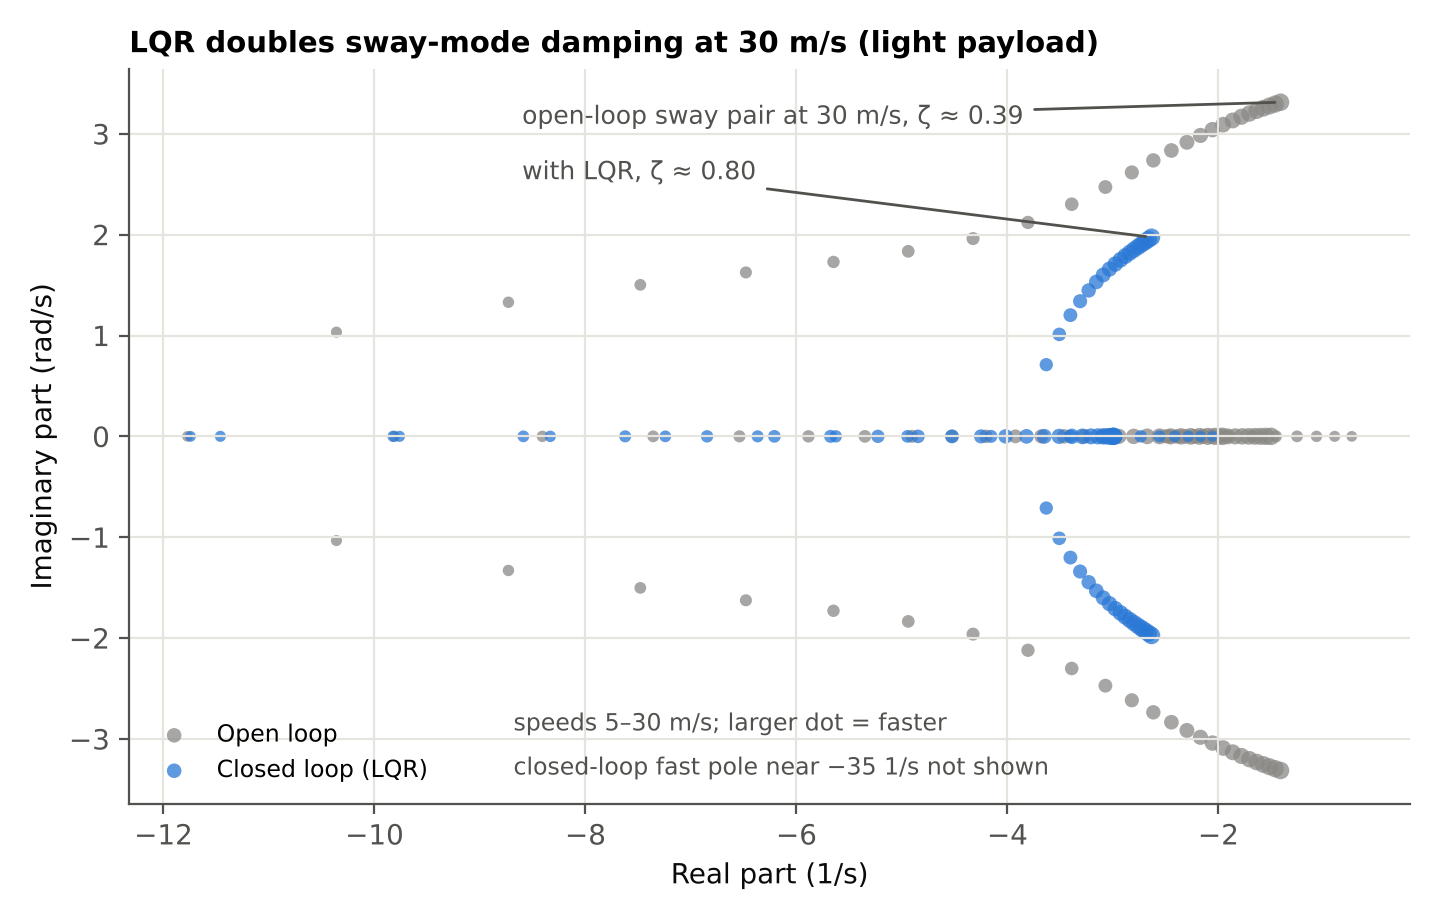 LQR doubles sway-mode damping at 30 m/s (light payload)
open-loop sway pair at 30 m/s, ζ ≈ 0.39
with LQR, ζ ≈ 0.80
Imaginary part (rad/s)
3
2
1
0
−1
−2
−3
Open loop
Closed loop (LQR)
speeds 5–30 m/s; larger dot = faster
closed-loop fast pole near −35 1/s not shown
−12
−10
−8
−6
−4
−2
Real part (1/s)